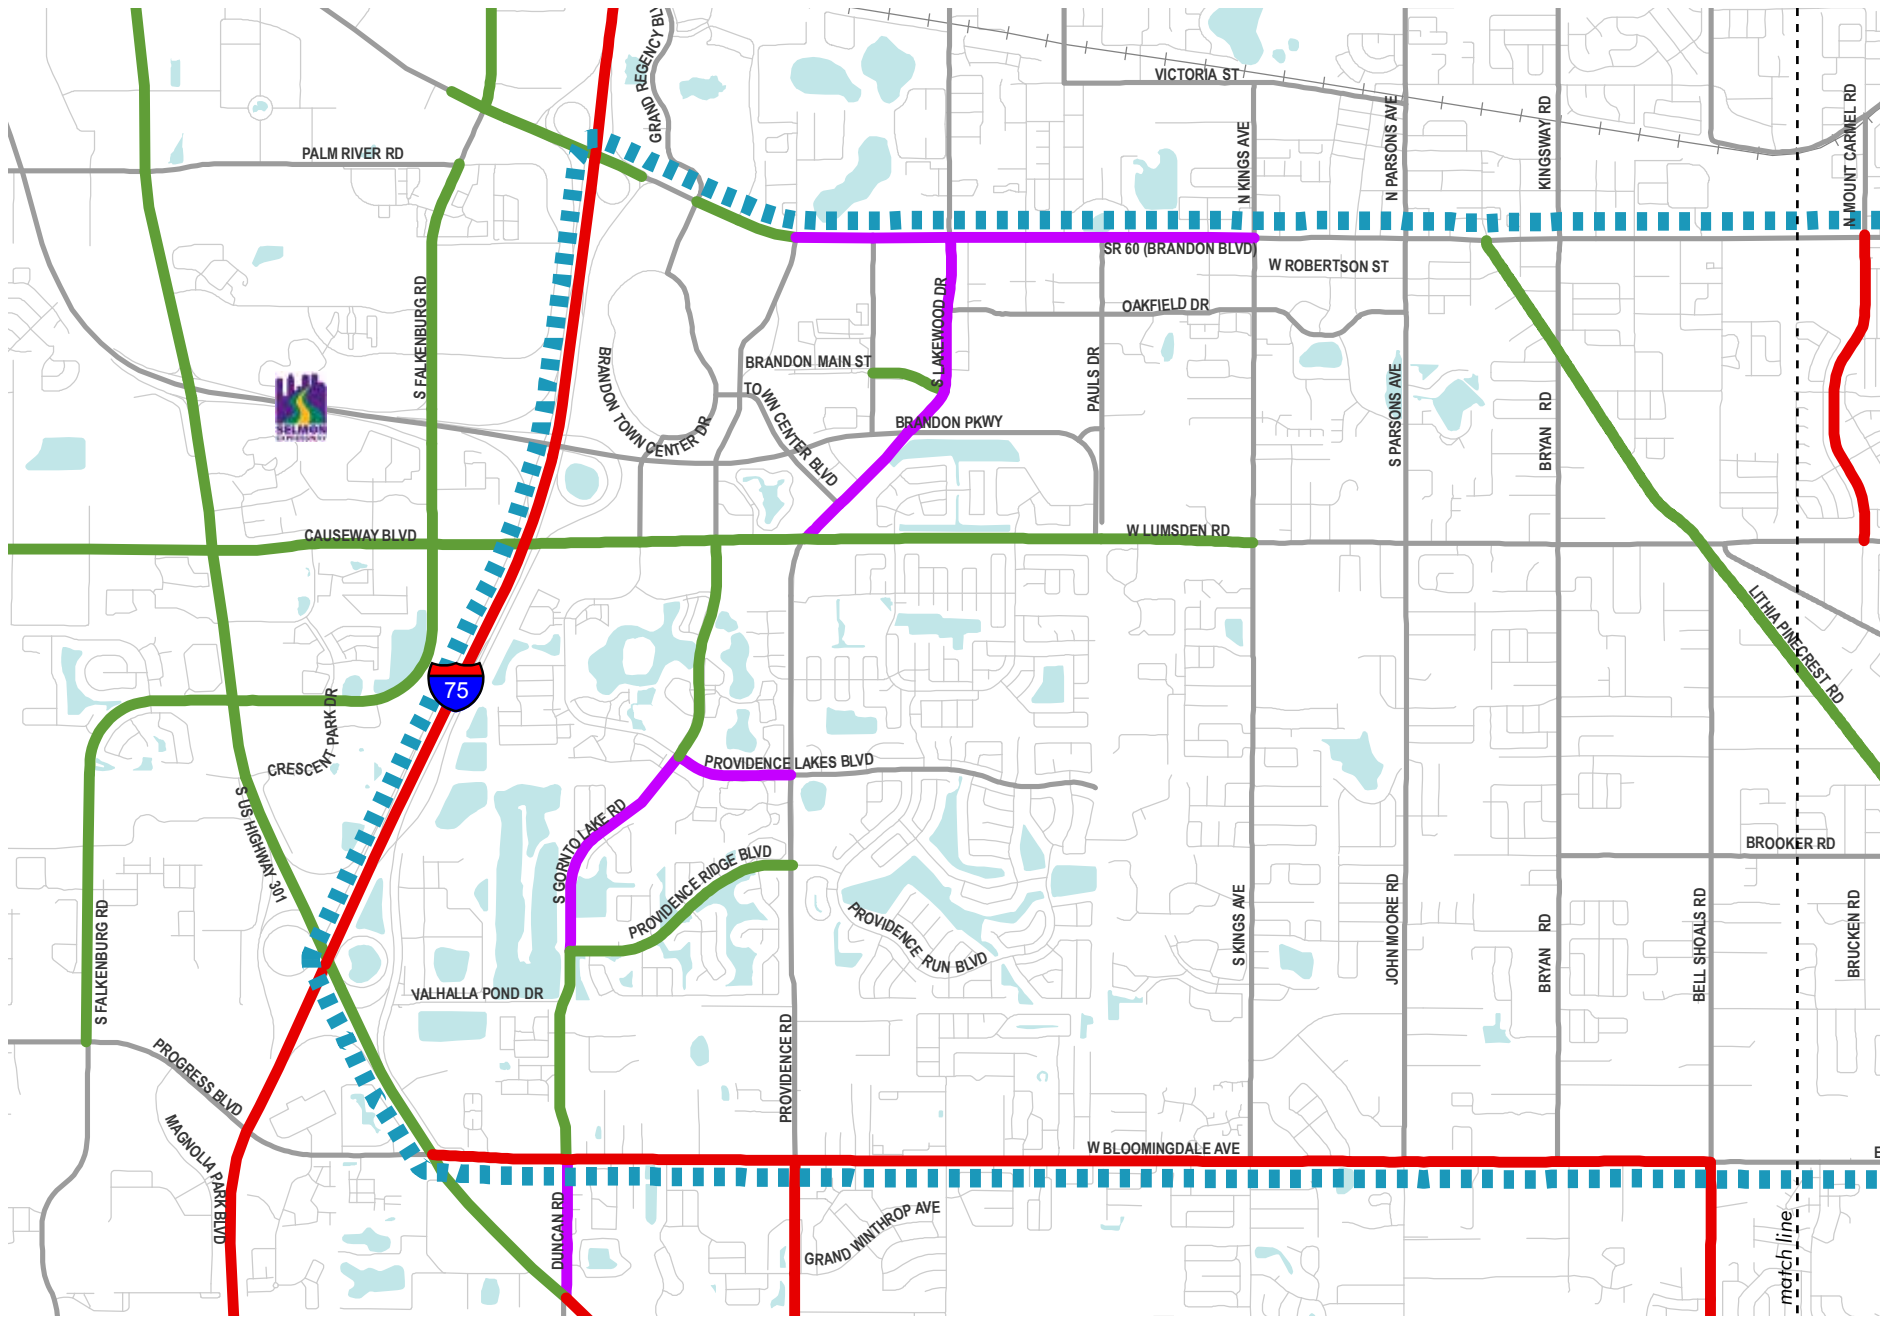 GRAND REGENCY BLV
VICTORIA ST
N KINGS AVE
N PARSONS AVE
KINGSWAY RD
N MOUNT CARMEL RD
PALM RIVER RD
SR 60 (BRANDON BLVD)
W ROBERTSON ST
S FALKENBURG RD
S LAKEWOOD DR
OAKFIELD DR
BRANDON MAIN ST
BRANDON TOWN CENTER DR
TOWN CENTER BLVD
PAULS DR
S PARSONS AVE
BRYAN RD
BRANDON PKWY
SELMON
EXPRESSWAY
CAUSEWAY BLVD
W LUMSDEN RD
LITHIA PINECREST RD
75
CRESCENT PARK DR
PROVIDENCE LAKES BLVD
S US HIGHWAY 301
S GORNTO LAKE RD
PROVIDENCE RIDGE BLVD
BROOKER RD
S FALKENBURG RD
PROVIDENCE RUN BLVD
S KINGS AVE
JOHN MOORE RD
BRYAN RD
BELL SHOALS RD
BRUCKEN RD
VALHALLA POND DR
PROVIDENCE RD
PROGRESS BLVD
MAGNOLIA PARK BLVD
W BLOOMINGDALE AVE
E
DUNCAN RD
GRAND WINTHROP AVE
match line